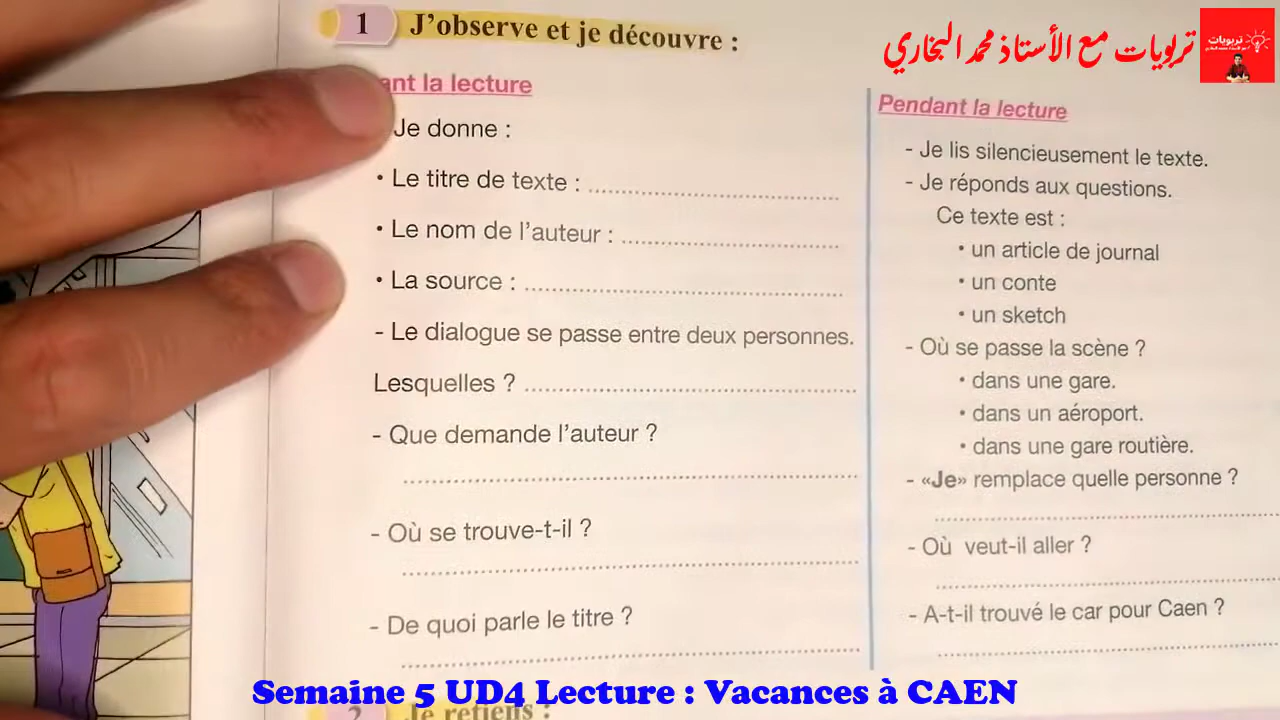 1 J'observe et je découvre :
تربويات مع الأستاذ محمد البخاري
تربويات
ant la lecture
Je donne :
• Le titre de texte : ........................
• Le nom de l'auteur : ........................
• La source : ........................
- Le dialogue se passe entre deux personnes.
Lesquelles ? ........................
- Que demande l'auteur ?
........................
- Où se trouve-t-il ?
........................
- De quoi parle le titre ?
........................
Pendant la lecture
- Je lis silencieusement le texte.
- Je réponds aux questions.
Ce texte est :
• un article de journal
• un conte
• un sketch
- Où se passe la scène ?
• dans une gare.
• dans un aéroport.
• dans une gare routière.
- «Je» remplace quelle personne ?
........................
- Où veut-il aller ?
........................
- A-t-il trouvé le car pour Caen ?
........................
Semaine 5 UD4 Lecture : Vacances à CAEN
2 Je retiens :